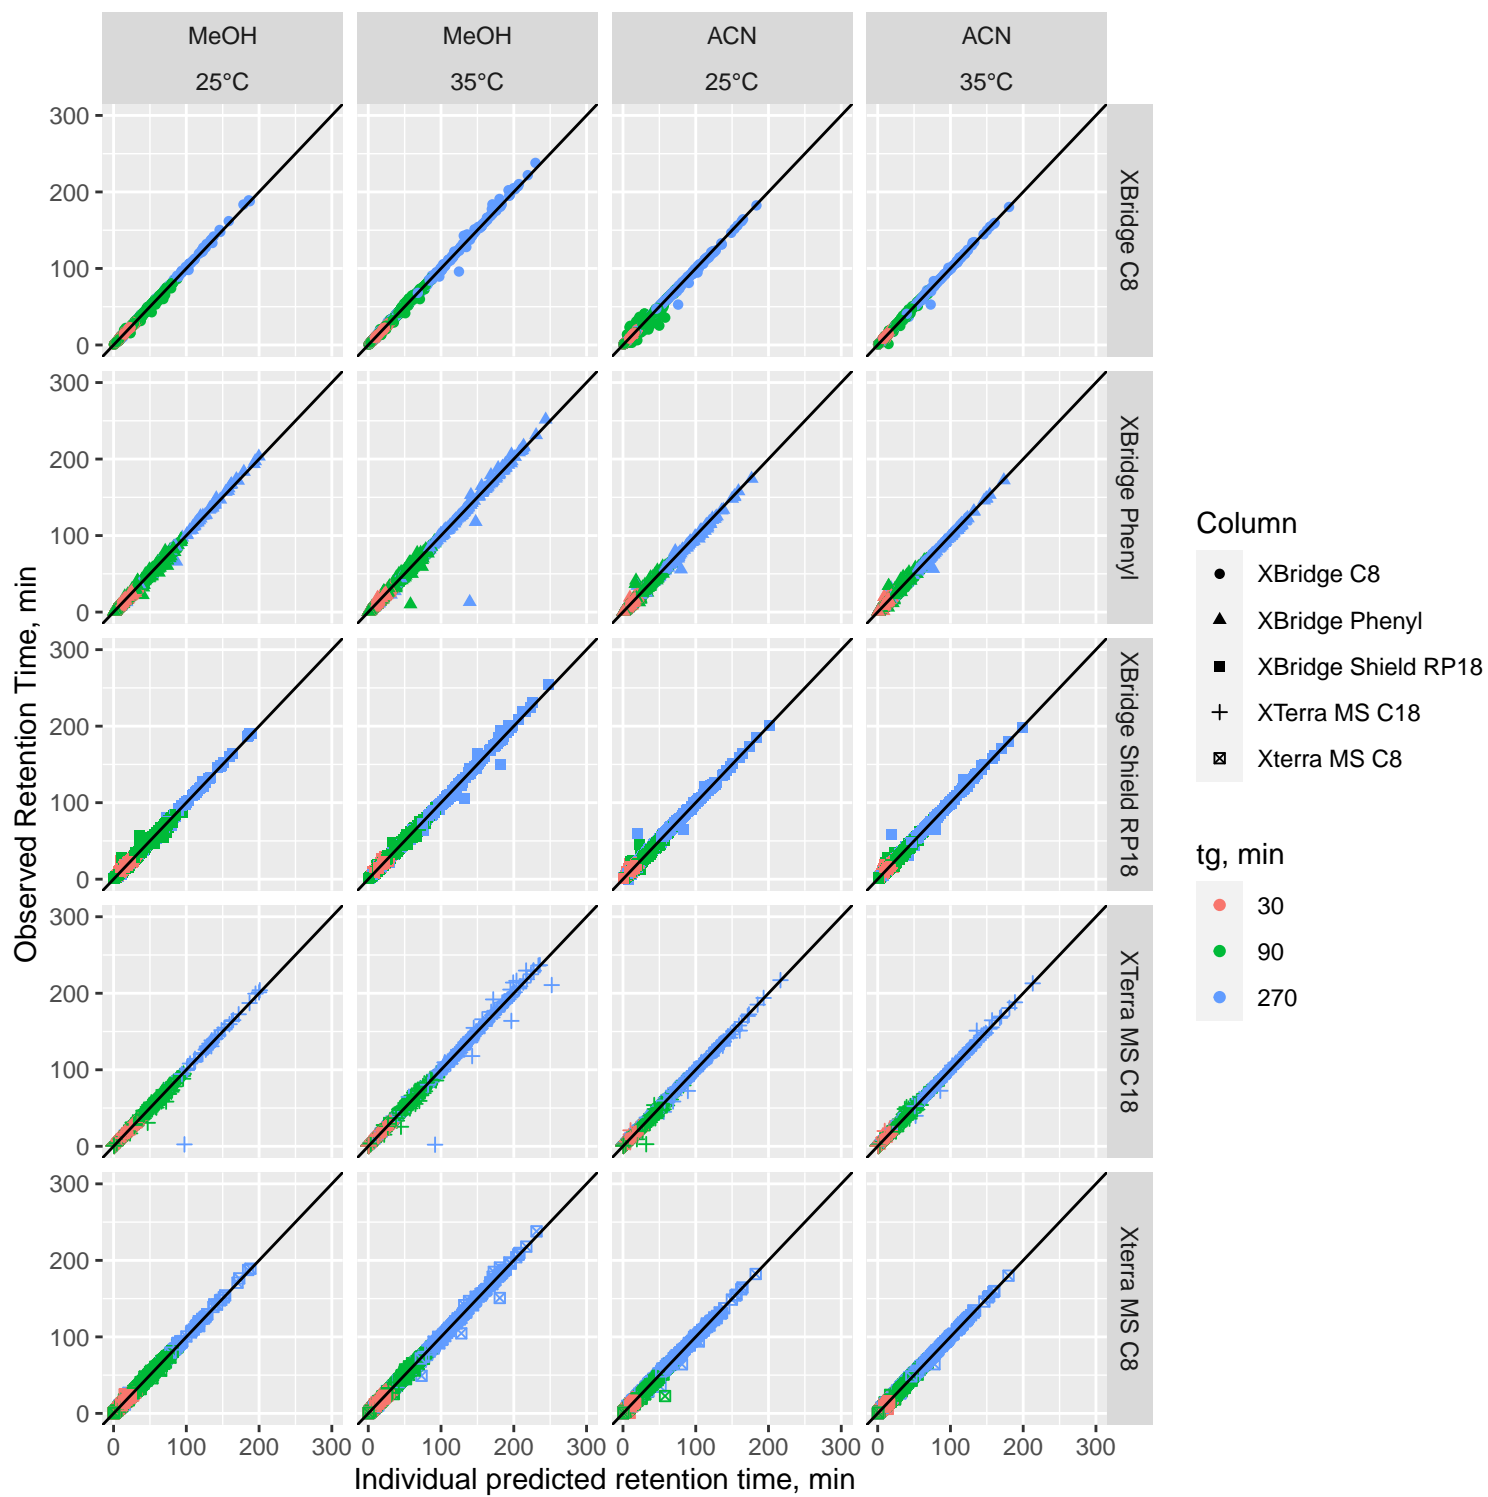 MeOH MeOH ACN ACN
25°C 35°C 25°C 35°C
300
200
100
0
XBridge C8
300
200
100
0
XBridge Phenyl
300
200
100
0
XBridge Shield RP18
300
200
100
0
XTerra MS C18
300
200
100
0
Xterra MS C8
0 100 200 300 0 100 200 300 0 100 200 300 0 100 200 300
Individual predicted retention time, min
Observed Retention Time, min
Column
XBridge C8
XBridge Phenyl
XBridge Shield RP18
XTerra MS C18
Xterra MS C8
tg, min
30
90
270